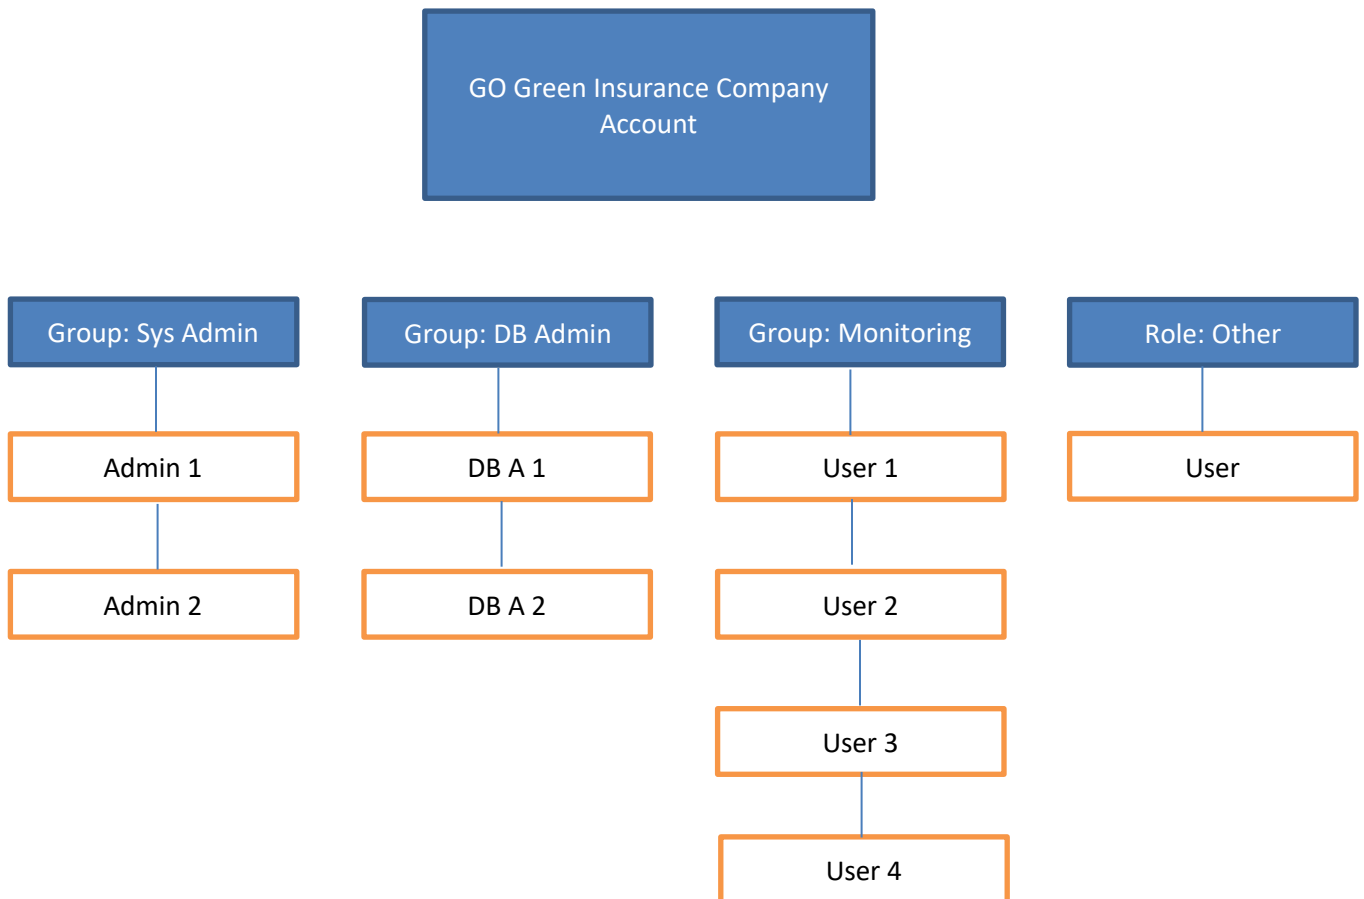 GO Green Insurance Company
Account
Group: Sys Admin
Group: DB Admin
Group: Monitoring
Role: Other
Admin 1
DB A 1
User 1
User
Admin 2
DB A 2
User 2
User 3
User 4